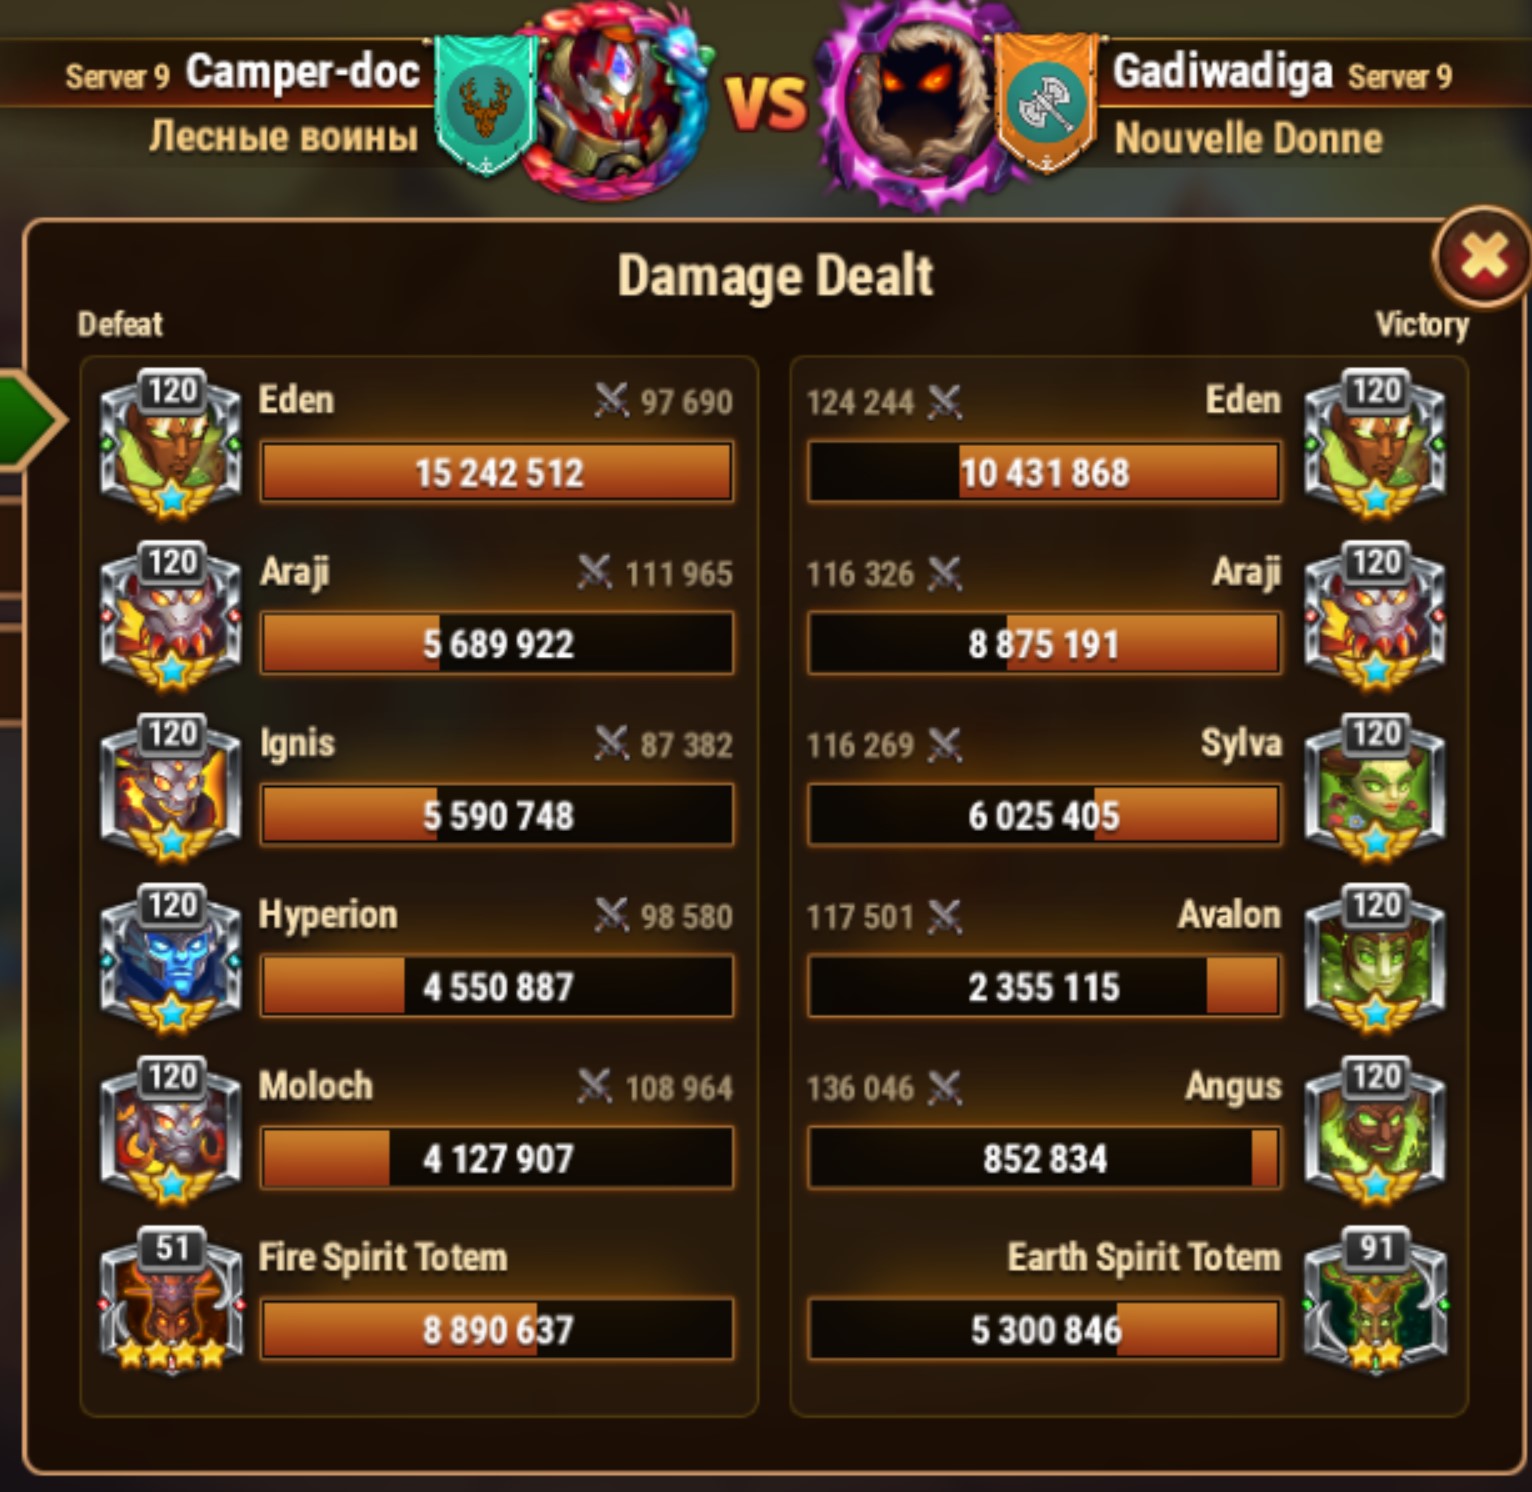 Server 9 Camper-doc
Лесные воины
VS
Gadiwadiga Server 9
Nouvelle Donne
Damage Dealt
Defeat
Victory
120 Eden 97 690
15 242 512
124 244 Eden 120
10 431 868
120 Araji 111 965
5 689 922
116 326 Araji 120
8 875 191
120 Ignis 87 382
5 590 748
116 269 Sylva 120
6 025 405
120 Hyperion 98 580
4 550 887
117 501 Avalon 120
2 355 115
120 Moloch 108 964
4 127 907
136 046 Angus 120
852 834
51 Fire Spirit Totem
8 890 637
Earth Spirit Totem 91
5 300 846